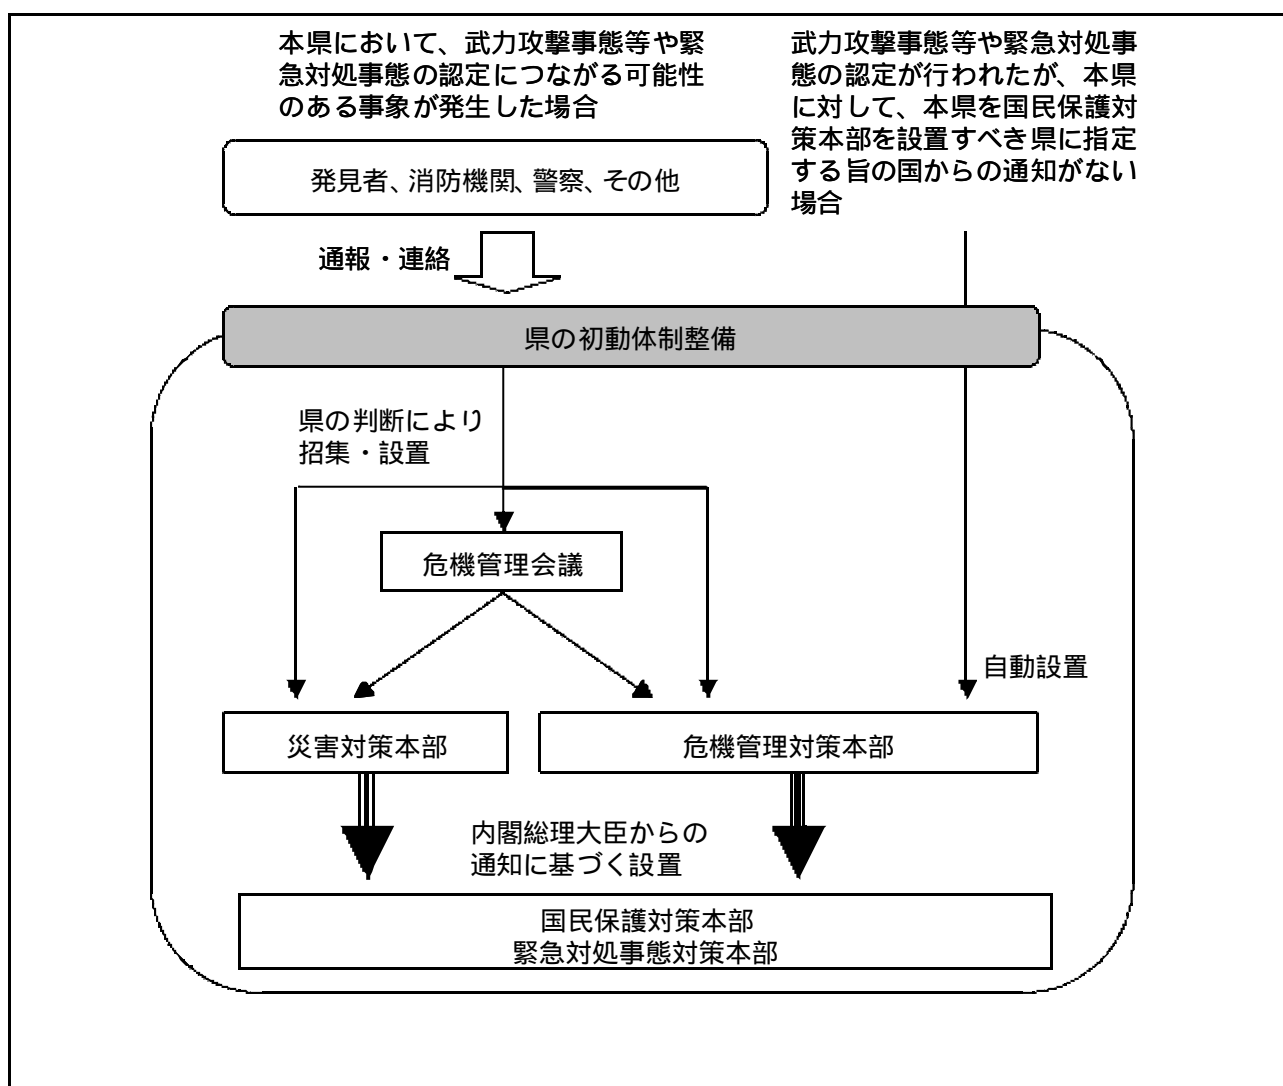 本県において、武力攻撃事態等や緊
急対処事態の認定につながる可能性
のある事象が発生した場合
武力攻撃事態等や緊急対処事
態の認定が行われたが、本県
に対して、本県を国民保護対
策本部を設置すべき県に指定
する旨の国からの通知がない
場合
発見者、消防機関、警察、その他
通報・連絡
県の初動体制整備
県の判断により
招集・設置
危機管理会議
自動設置
災害対策本部
危機管理対策本部
内閣総理大臣からの
通知に基づく設置
国民保護対策本部
緊急対処事態対策本部